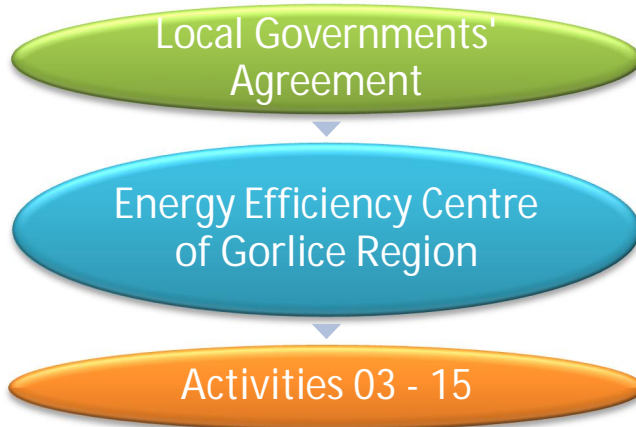 Local Governments'
Agreement
Energy Efficiency Centre
of Gorlice Region
Activities 03 - 15